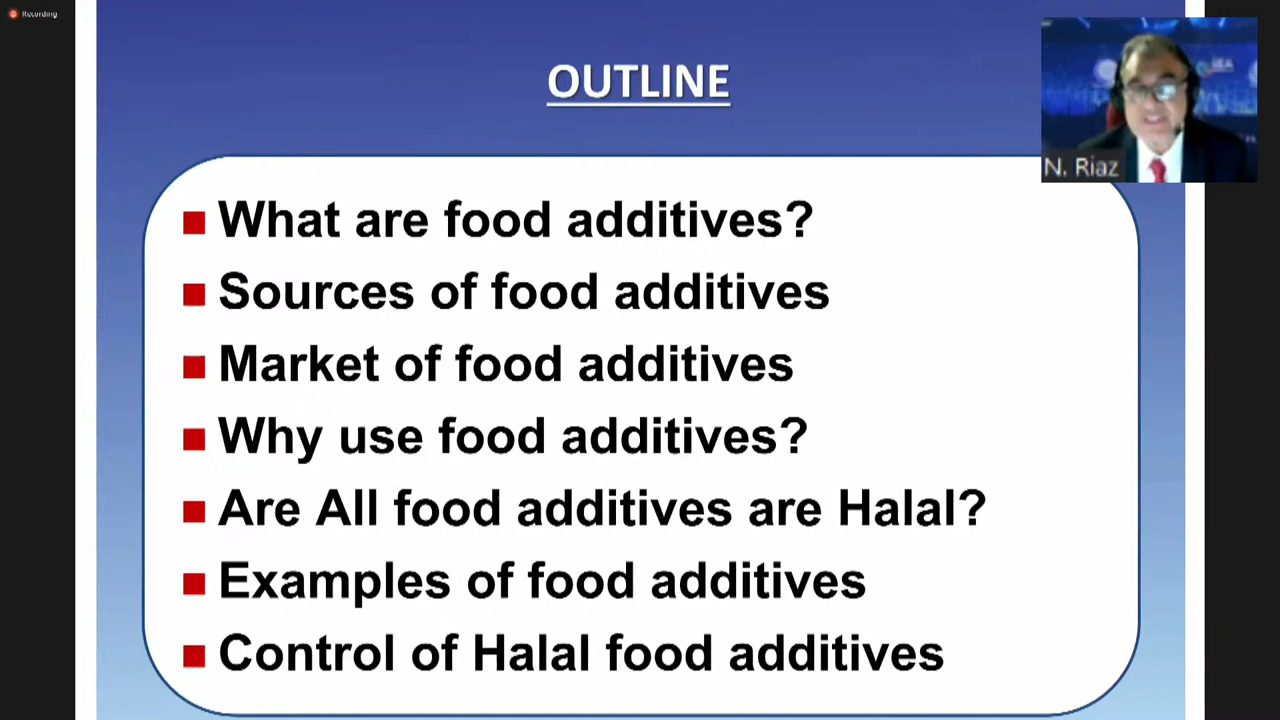 Recording
OUTLINE
N. Riaz
What are food additives?
Sources of food additives
Market of food additives
Why use food additives?
Are All food additives are Halal?
Examples of food additives
Control of Halal food additives